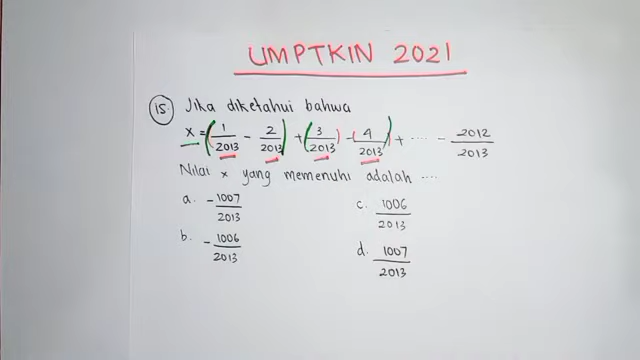 UMPTKIN 2021
15. Jika diketahui bahwa
x = (1/2013 - 2/2013) + (3/2013 - 4/2013) + .... - 2012/2013
Nilai x yang memenuhi adalah ....
a. -1007/2013
c. 1006/2013
b. -1006/2013
d. 1007/2013